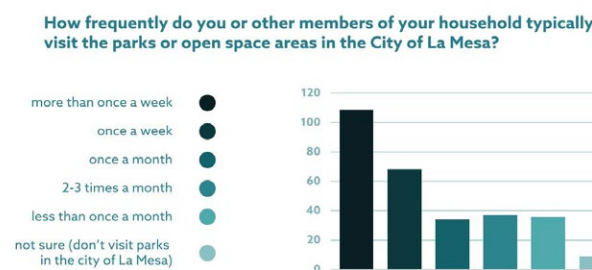 How frequently do you or other members of your household typically
visit the parks or open space areas in the City of La Mesa?
more than once a week
once a week
once a month
2-3 times a month
less than once a month
not sure (don't visit parks
in the city of La Mesa)
120
100
80
60
40
20
0